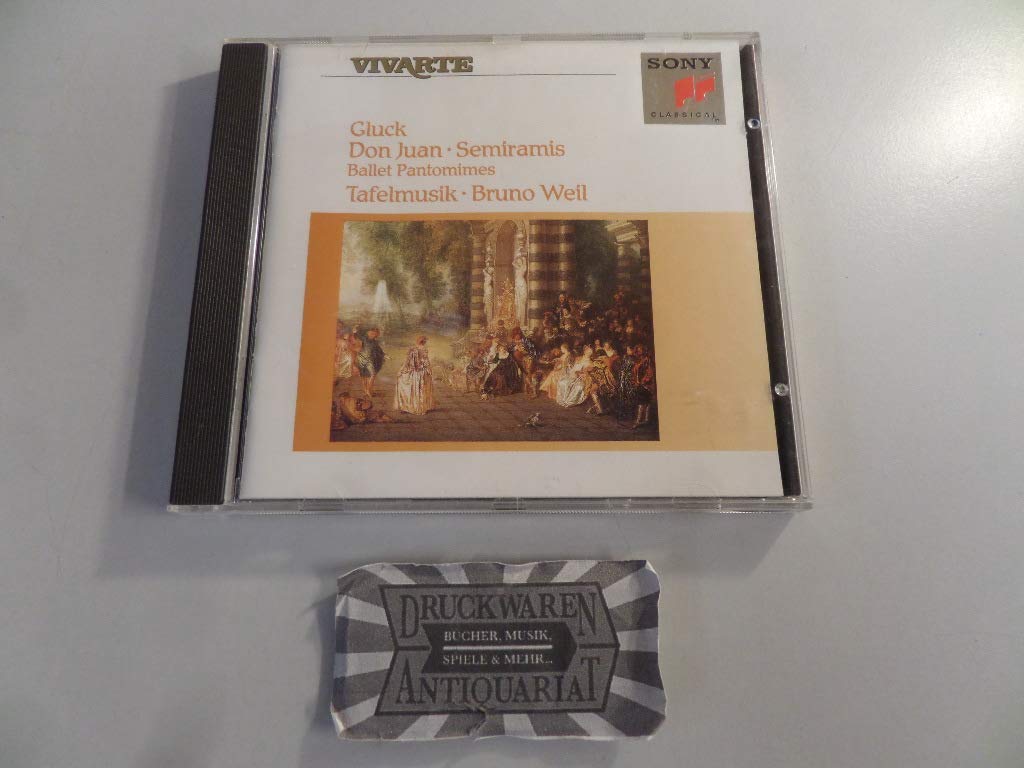 VIVARTE
SONY
CLASSICAL
Gluck
Don Juan · Semiramis
Ballet Pantomimes
Tafelmusik · Bruno Weil
DRUCKWAREN
BÜCHER, MUSIK,
SPIELE & MEHR...
ANTIQUARIAT